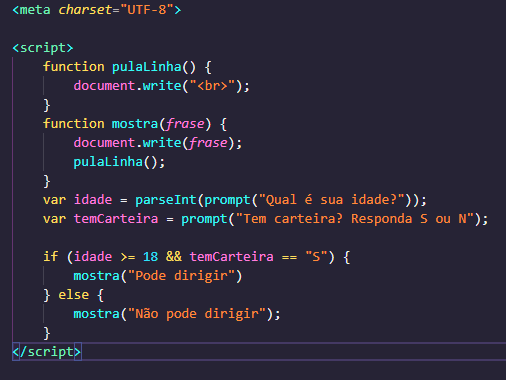 <meta charset="UTF-8">
<script>
function pulaLinha() {
document.write("<br>");
}
function mostra(frase) {
document.write(frase);
pulaLinha();
}
var idade = parseInt(prompt("Qual é sua idade?"));
var temCarteira = prompt("Tem carteira? Responda S ou N");
if (idade >= 18 && temCarteira == "S") {
mostra("Pode dirigir")
} else {
mostra("Não pode dirigir");
}
</script>